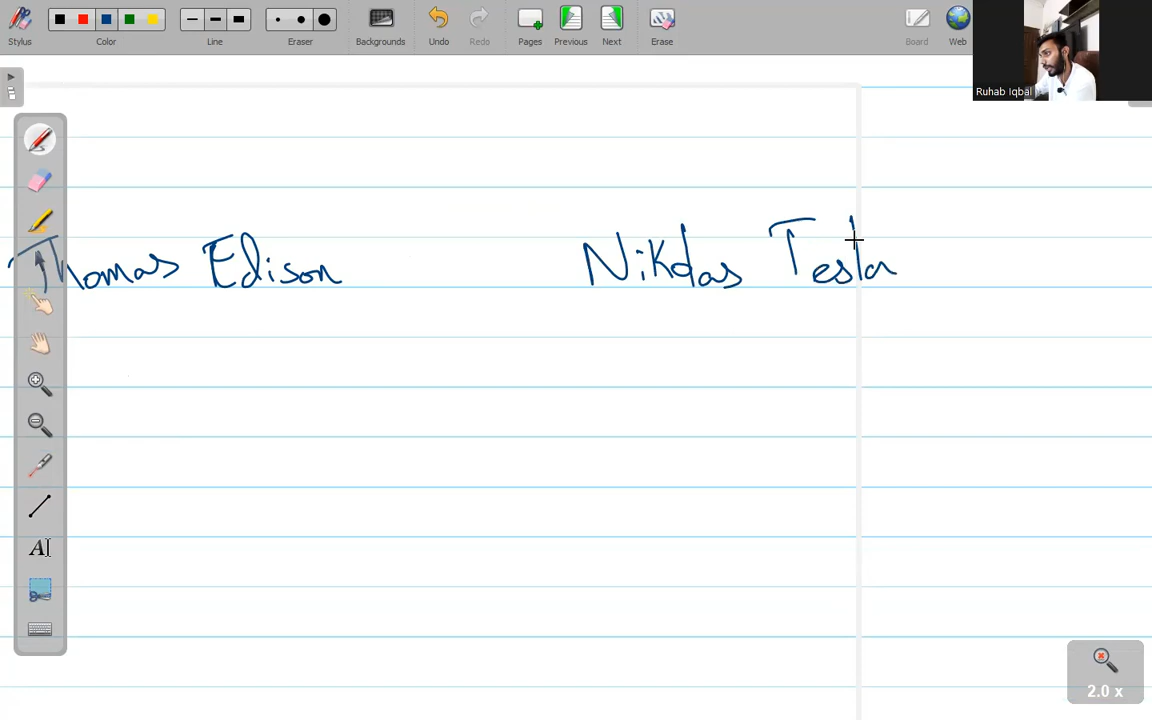 Stylus Color Line Eraser Backgrounds Undo Redo Pages Previous Next Erase Board Web
Ruhab Iqbal
Thomas Edison Nikolas Tesla
A
2.0 x